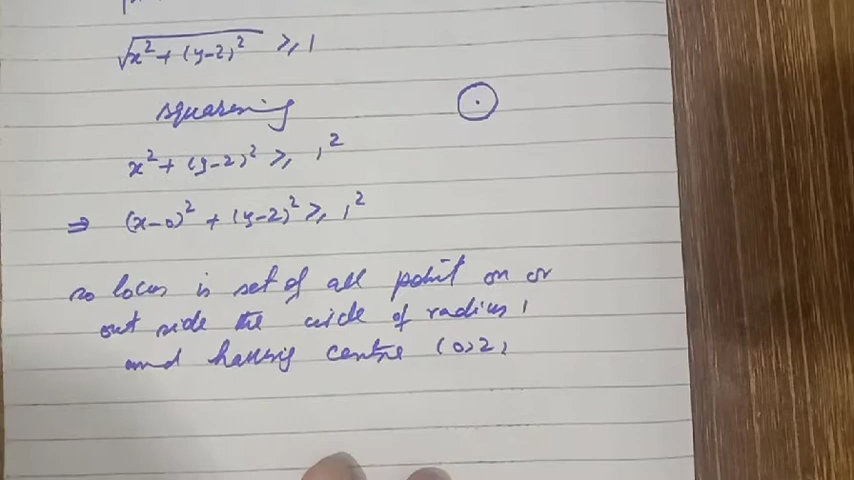 √x² + (y-2)² ≥ 1
squarening
x² + (y-2)² ≥ 1²
⇒ (x-0)² + (y-2)² ≥ 1²
so locus is set of all point on or
out side the circle of radius 1
and having centre (0,2)